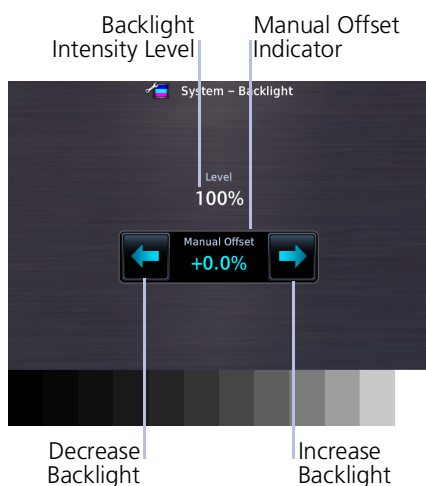 Backlight
Intensity Level
Manual Offset
Indicator
System – Backlight
Level
100%
Manual Offset
+0.0%
Decrease
Backlight
Increase
Backlight